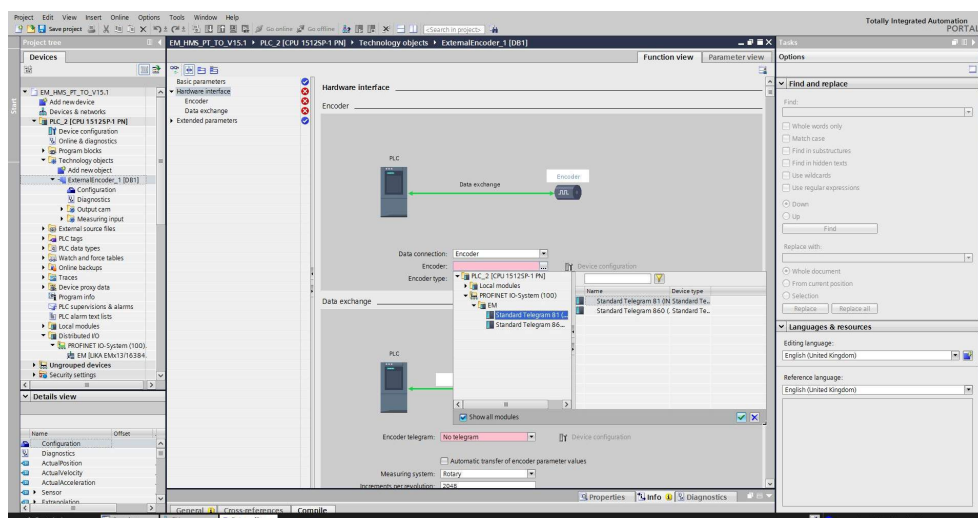 Project Edit View Insert Online Options Tools Window Help
Totally Integrated Automation
PORTAL
Save project
Go online
Go offline
<Search in project>
Project tree
EM_HMS_PT_TO_V15.1 ▸ PLC_2 [CPU 1512SP-1 PN] ▸ Technology objects ▸ ExternalEncoder_1 [DB1]
Tasks
Devices
Function view
Parameter view
Options
Start
EM_HMS_PT_TO_V15.1
Add new device
Devices & networks
PLC_2 [CPU 1512SP-1 PN]
Device configuration
Online & diagnostics
Program blocks
Technology objects
Add new object
ExternalEncoder_1 [DB1]
Configuration
Diagnostics
Output cam
Measuring input
External source files
PLC tags
PLC data types
Watch and force tables
Online backups
Traces
Device proxy data
Program info
PLC supervisions & alarms
PLC alarm text lists
Local modules
Distributed I/O
PROFINET IO-System (100)..
EM [LIKA EMx13/16384..
Ungrouped devices
Security settings
Details view
Name Offset
Configuration
Diagnostics
ActualPosition
ActualVelocity
ActualAcceleration
Sensor
Extrapolation
Basic parameters
Hardware interface
Encoder
Data exchange
Extended parameters
Hardware interface
Encoder
PLC
Data exchange
Encoder
Data connection: Encoder
Encoder:
Device configuration
Encoder type:
PLC_2 [CPU 1512SP-1 PN]
Local modules
PROFINET IO-System (100)
EM
Standard Telegram 81 (...
Standard Telegram 86...
Name Device type
Standard Telegram 81 (IN Standard Te..
Standard Telegram 860 (. Standard Te..
Show all modules
Data exchange
PLC
Encoder telegram: No telegram
Device configuration
Automatic transfer of encoder parameter values
Measuring system: Rotary
Increments per revolution: 2048
Properties
Info
Diagnostics
General
Cross-references
Compile
Find and replace
Find:
Whole words only
Match case
Find in substructures
Find in hidden texts
Use wildcards
Use regular expressions
Down
Up
Find
Replace with:
Whole document
From current position
Selection
Replace
Replace all
Languages & resources
Editing language:
English (United Kingdom)
Reference language:
English (United Kingdom)